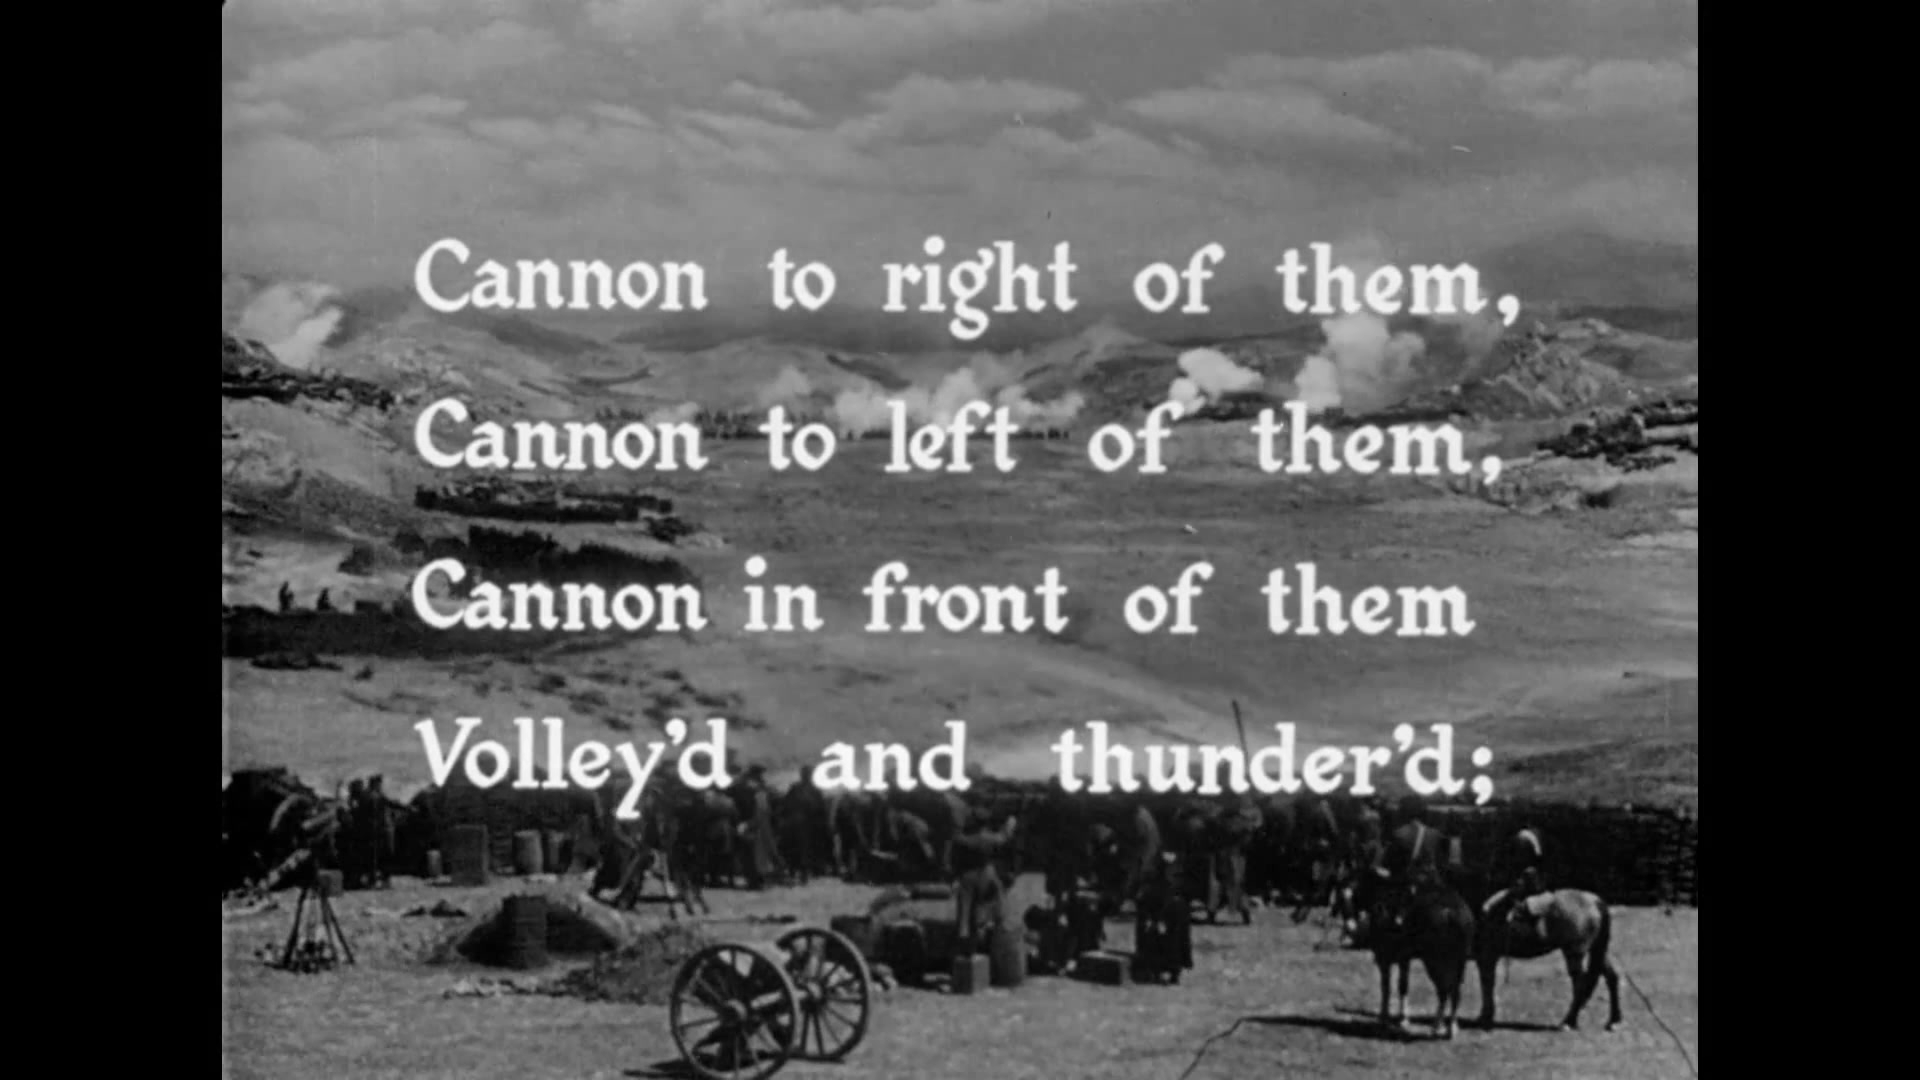 Cannon to right of them,
Cannon to left of them,
Cannon in front of them
Volley'd and thunder'd;